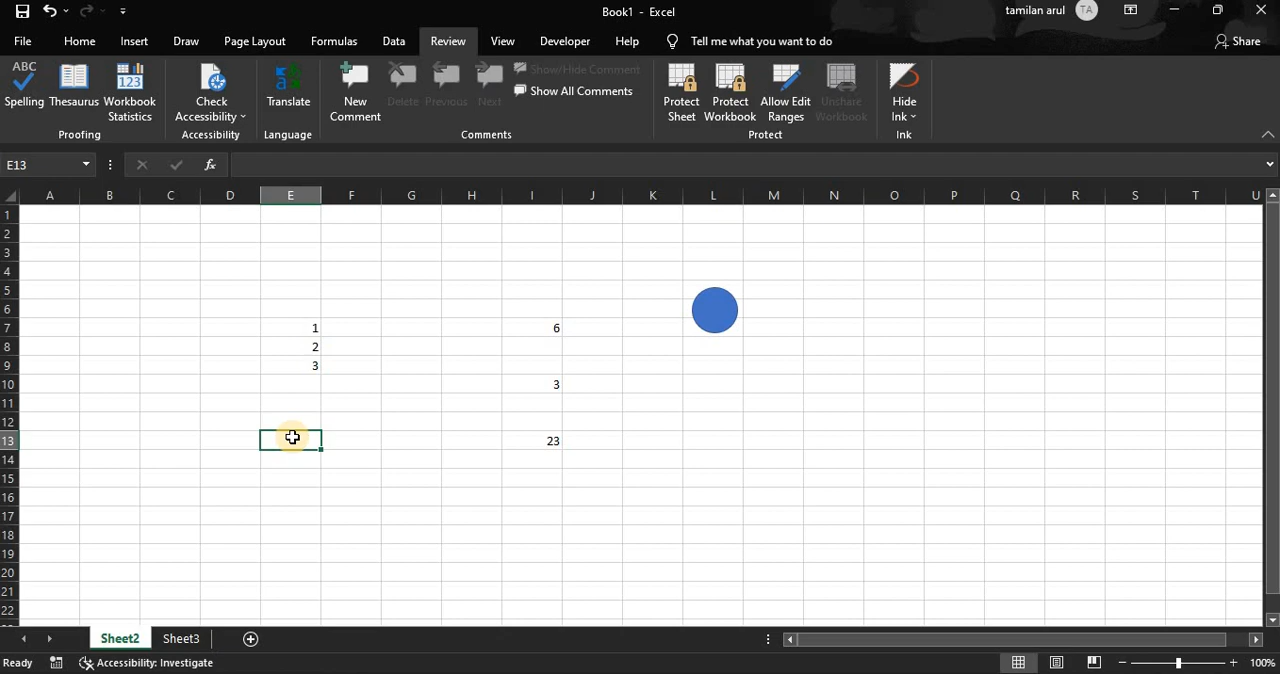 Book1 - Excel
tamilan arul TA
File Home Insert Draw Page Layout Formulas Data Review View Developer Help Tell me what you want to do Share
ABC
Spelling
Thesaurus
123
Workbook Statistics
Proofing
Check Accessibility
Accessibility
Translate
Language
New Comment
Delete
Previous
Next
Show/Hide Comment
Show All Comments
Comments
Protect Sheet
Protect Workbook
Allow Edit Ranges
Unshare Workbook
Protect
Hide Ink
Ink
E13 fx
A B C D E F G H I J K L M N O P Q R S T U
1
2
3
4
5
6
7 1 6
8 2
9 3
10 3
11
12
13 23
14
15
16
17
18
19
20
21
22
Sheet2 Sheet3
Ready Accessibility: Investigate 100%